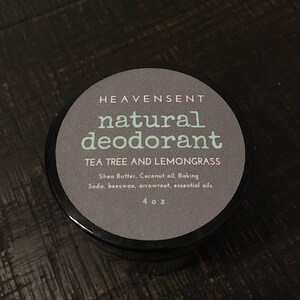 HEAVENSENT
natural
deodorant
TEA TREE AND LEMONGRASS
Shea Butter, Coconut oil, Baking
Soda, beeswax, arrowroot, essential oils
4 oz